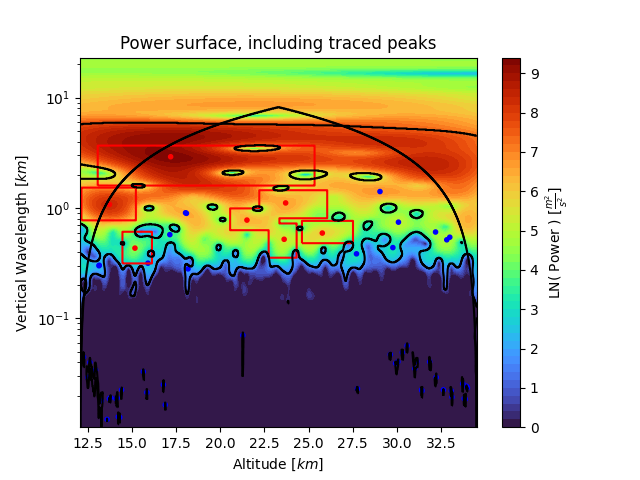 Power surface, including traced peaks
10¹
10⁰
10⁻¹
Vertical Wavelength [km]
12.5 15.0 17.5 20.0 22.5 25.0 27.5 30.0 32.5
Altitude [km]
9
8
7
6
5
4
3
2
1
0
LN( Power ) [m²/s²]